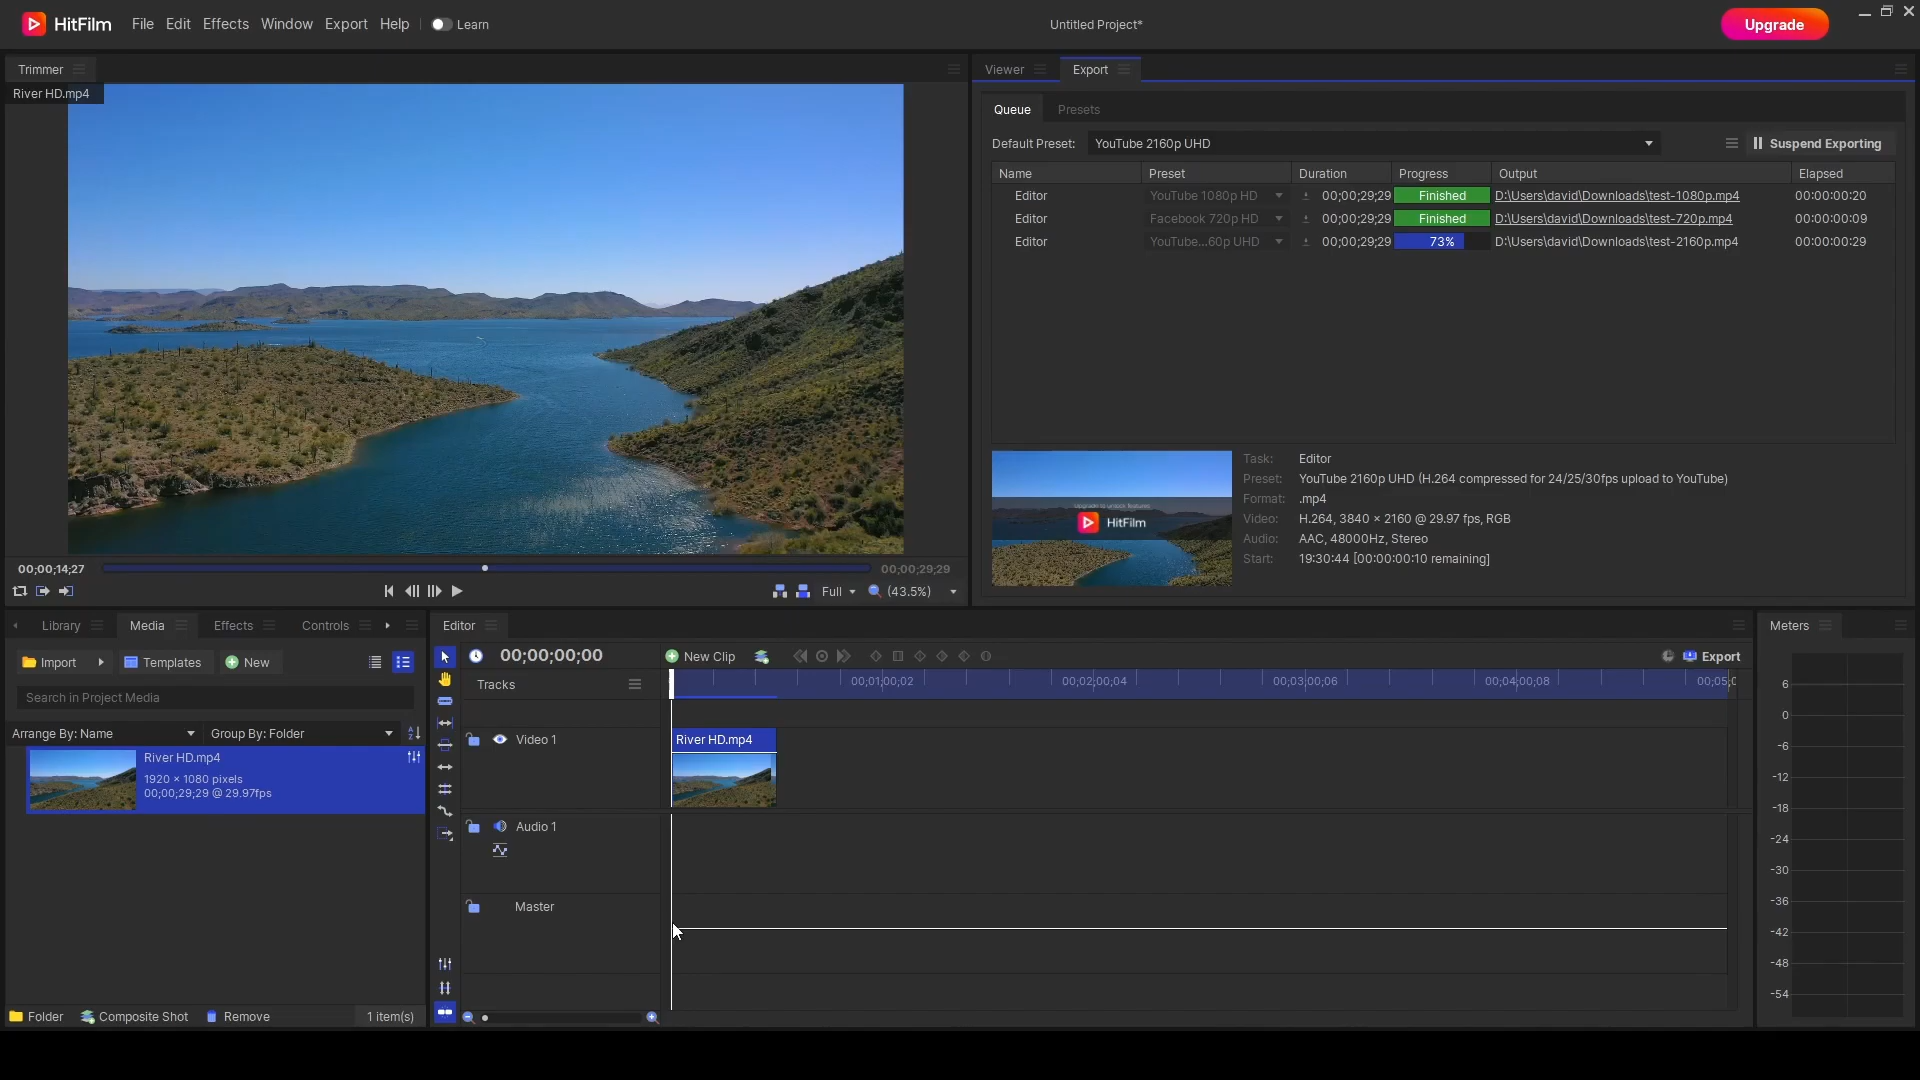 HitFilm File Edit Effects Window Export Help Learn Untitled Project* Upgrade
Trimmer
River HD.mp4
00;00;14;27 00;00;29;29
Full (43.5%)
Viewer Export
Queue Presets
Default Preset: YouTube 2160p UHD Suspend Exporting
Name Preset Duration Progress Output Elapsed
Editor YouTube 1080p HD 00;00;29;29 Finished D:\Users\david\Downloads\test-1080p.mp4 00:00:00:20
Editor Facebook 720p HD 00;00;29;29 Finished D:\Users\david\Downloads\test-720p.mp4 00:00:00:09
Editor YouTube...60p UHD 00;00;29;29 73% D:\Users\david\Downloads\test-2160p.mp4 00:00:00:29
HitFilm
Task: Editor
Preset: YouTube 2160p UHD (H.264 compressed for 24/25/30fps upload to YouTube)
Format: .mp4
Video: H.264, 3840 × 2160 @ 29.97 fps, RGB
Audio: AAC, 48000Hz, Stereo
Start: 19:30:44 [00:00:00:10 remaining]
Library Media Effects Controls
Import Templates New
Search in Project Media
Arrange By: Name Group By: Folder
River HD.mp4
1920 × 1080 pixels
00;00;29;29 @ 29.97fps
Folder Composite Shot Remove 1 item(s)
Editor
00;00;00;00 New Clip Export
Tracks 00;01;00;02 00;02;00;04 00;03;00;06 00;04;00;08 00;05;0
Video 1 River HD.mp4
Audio 1
Master
Meters
6
0
-6
-12
-18
-24
-30
-36
-42
-48
-54